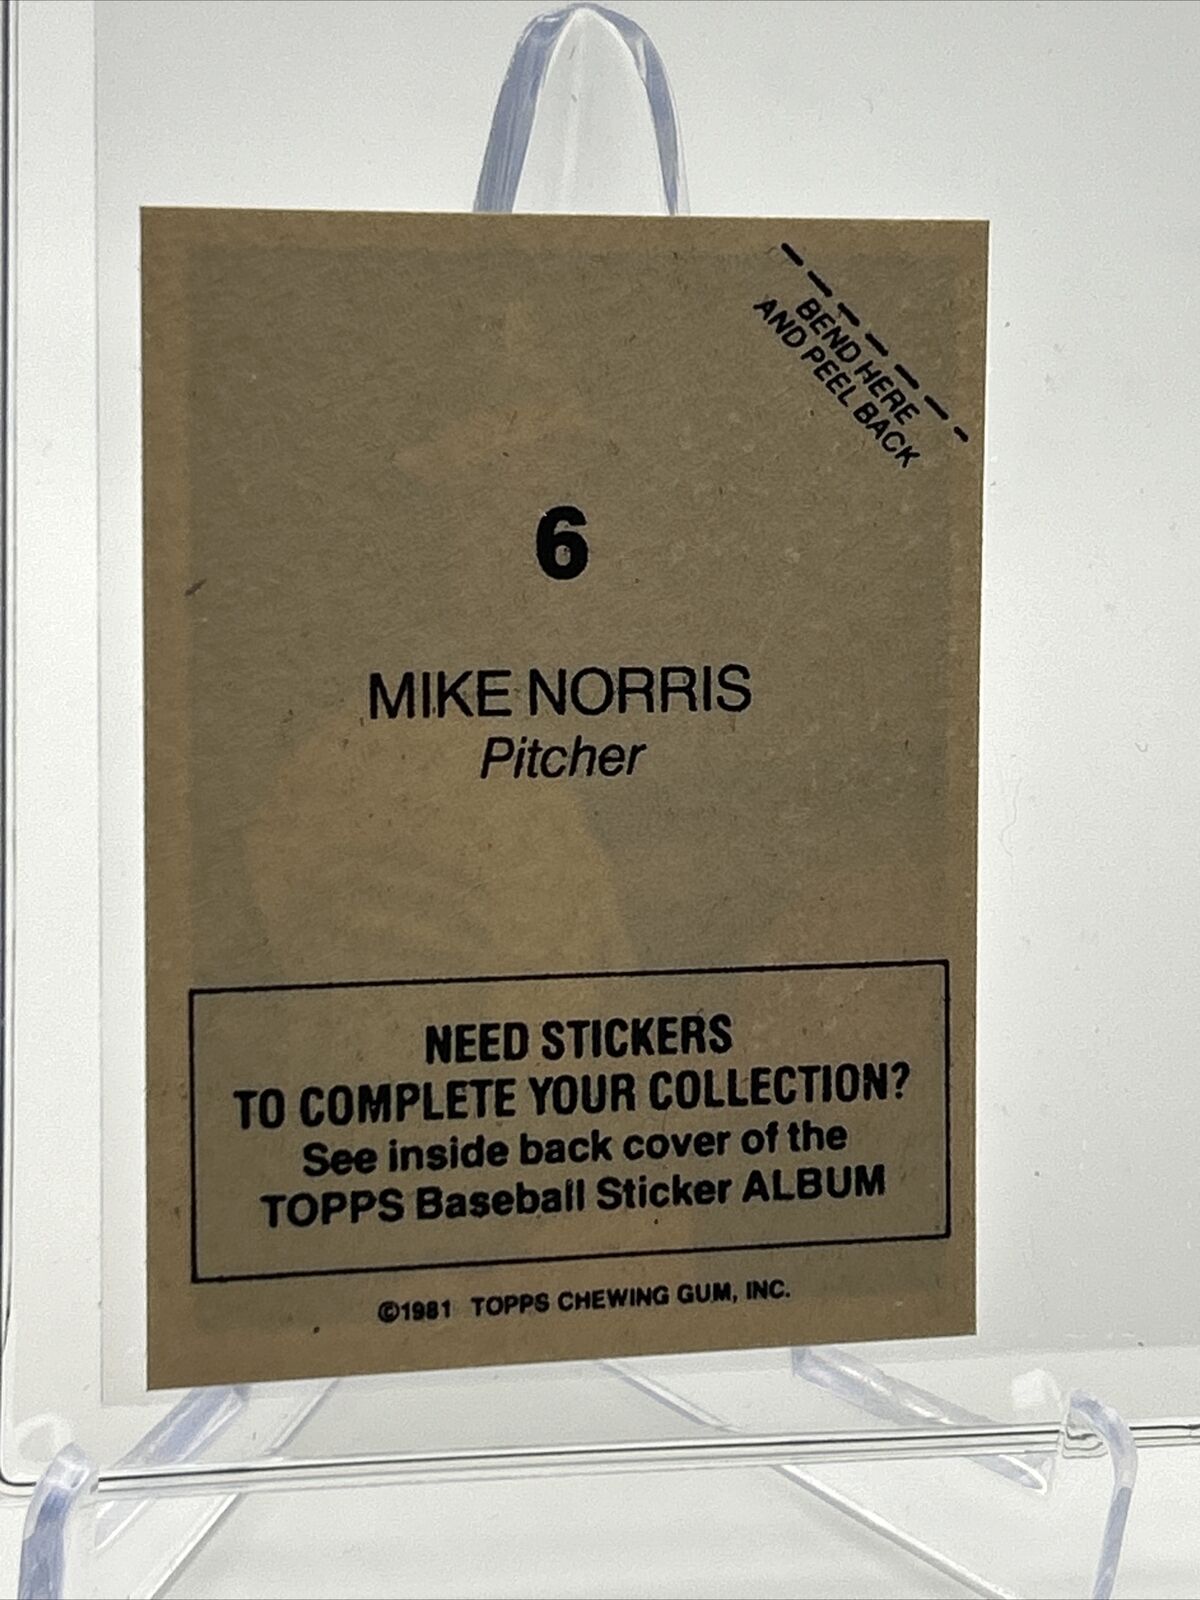 BEND HERE
AND PEEL BACK
6
MIKE NORRIS
Pitcher
NEED STICKERS
TO COMPLETE YOUR COLLECTION?
See inside back cover of the
TOPPS Baseball Sticker ALBUM
©1981 TOPPS CHEWING GUM, INC.